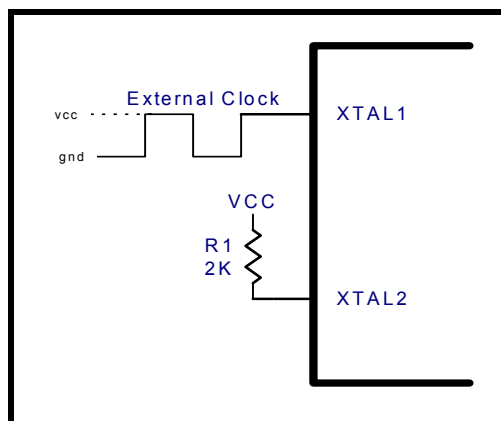 External Clock
vcc
XTAL1
gnd
VCC
R1
2K
XTAL2